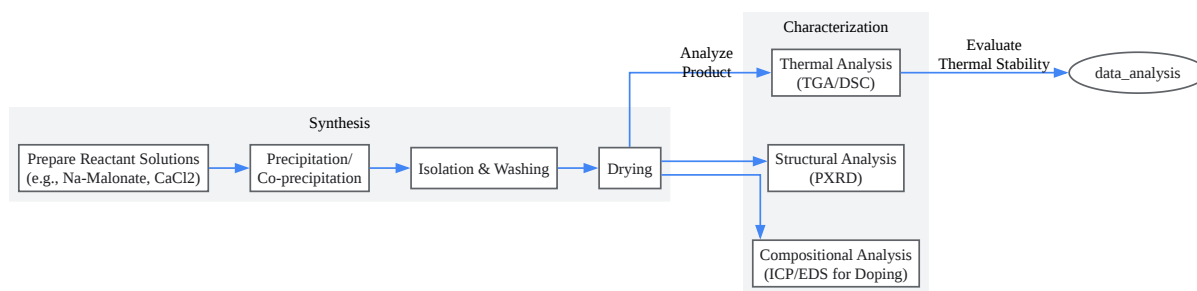 Synthesis
Prepare Reactant Solutions
(e.g., Na-Malonate, CaCl2)
Precipitation/
Co-precipitation
Isolation & Washing
Drying
Analyze
Product
Characterization
Thermal Analysis
(TGA/DSC)
Structural Analysis
(PXRD)
Compositional Analysis
(ICP/EDS for Doping)
Evaluate
Thermal Stability
data_analysis